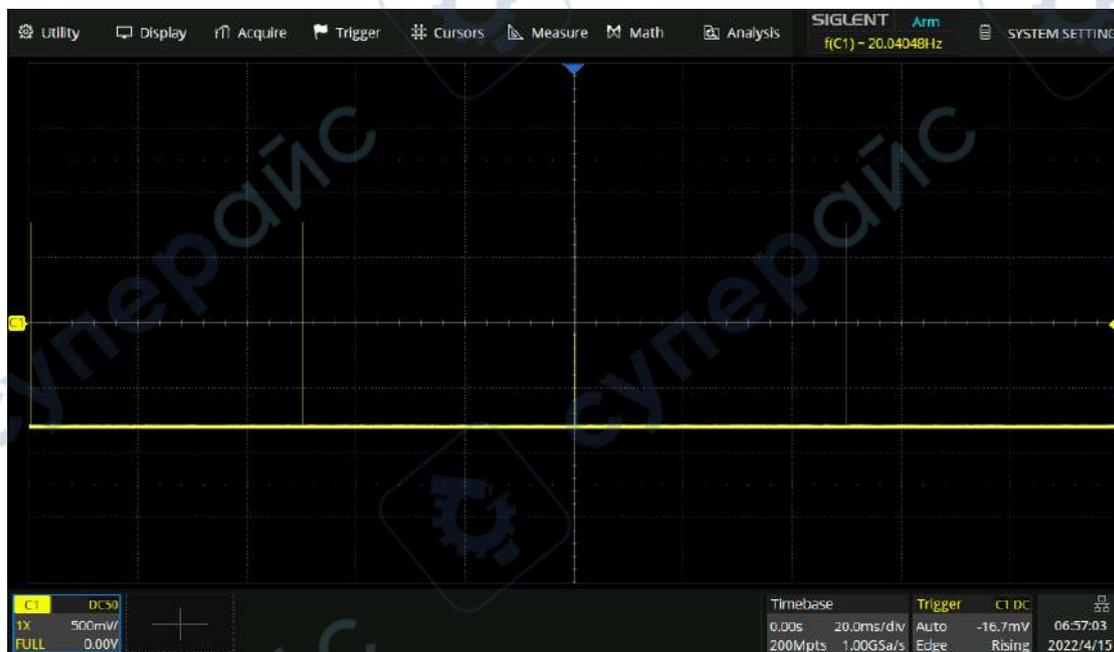 Utility Display Acquire Trigger Cursors Measure Math Analysis
SIGLENT Arm
f(C1) = 20.04048Hz
SYSTEM SETTING
C1
C1 DC50
1X 500mV/
FULL 0.00V
Timebase
0.00s 20.0ms/div
200Mpts 1.00GSa/s
Trigger C1 DC
Auto -16.7mV
Edge Rising
06:57:03
2022/4/15
суперайс
суперайс